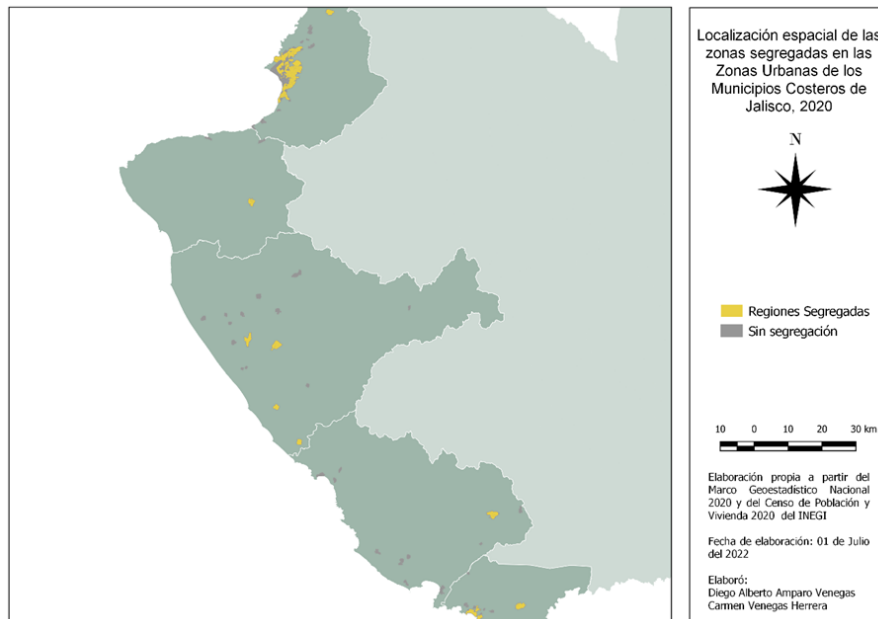 Localización espacial de las
zonas segregadas en las
Zonas Urbanas de los
Municipios Costeros de
Jalisco, 2020
N
Regiones Segregadas
Sin segregación
10 0 10 20 30 km
Elaboración propia a partir del
Marco Geoestadístico Nacional
2020 y del Censo de Población y
Vivienda 2020 del INEGI
Fecha de elaboración: 01 de Julio
del 2022
Elaboró:
Diego Alberto Amparo Venegas
Carmen Venegas Herrera